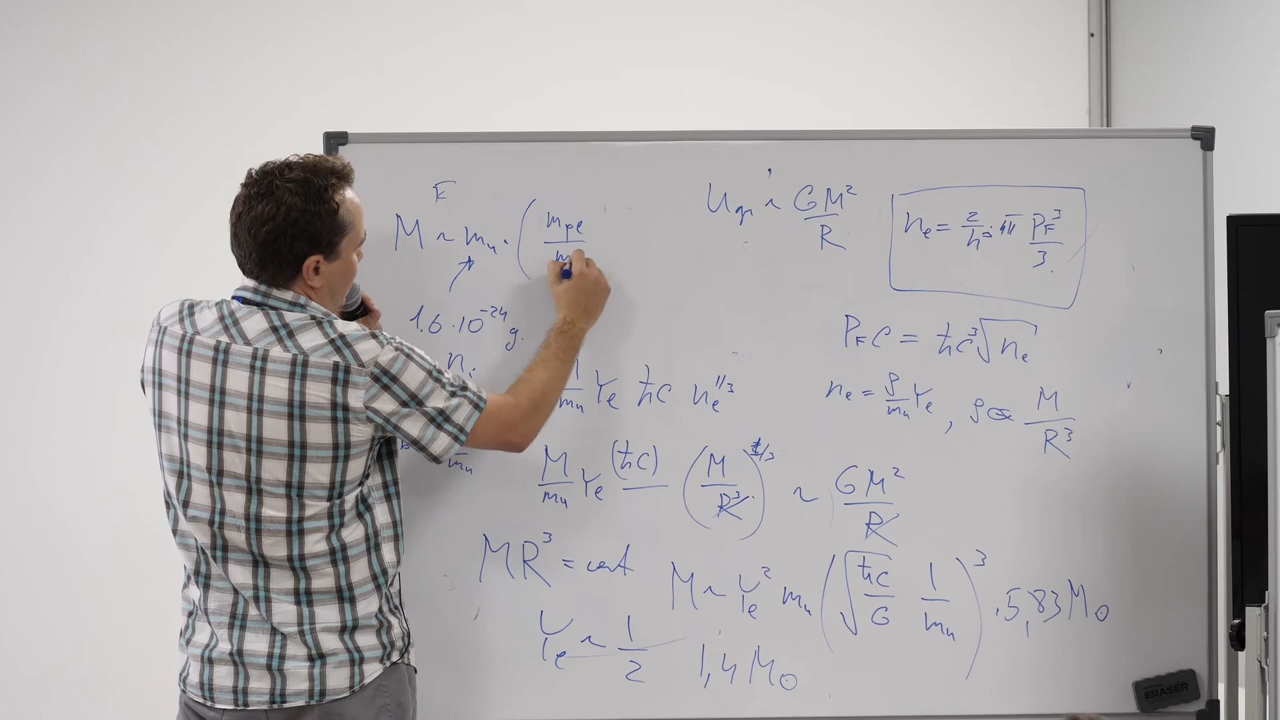 E
M ~ mu · ( mpe / m
1.6 · 10^-24 g.
Ugr ~ GM² / R
ne = 2/h³ · 4π PF³ / 3.
PF c = ħc ³√ne
n
1/mu Ye ħc ne^1/3
ne = ρ/mu Ye , ρ ∝ M / R³
mu
M/mu Ye (ħc) ( M / R³ )^1/3 ~ GM² / R
MR³ = const
M ~ Ye² mu ( √ħc/G 1/mu )³ · 5,83 M⊙
Ye ~ 1/2
1,4 M⊙
ERASER